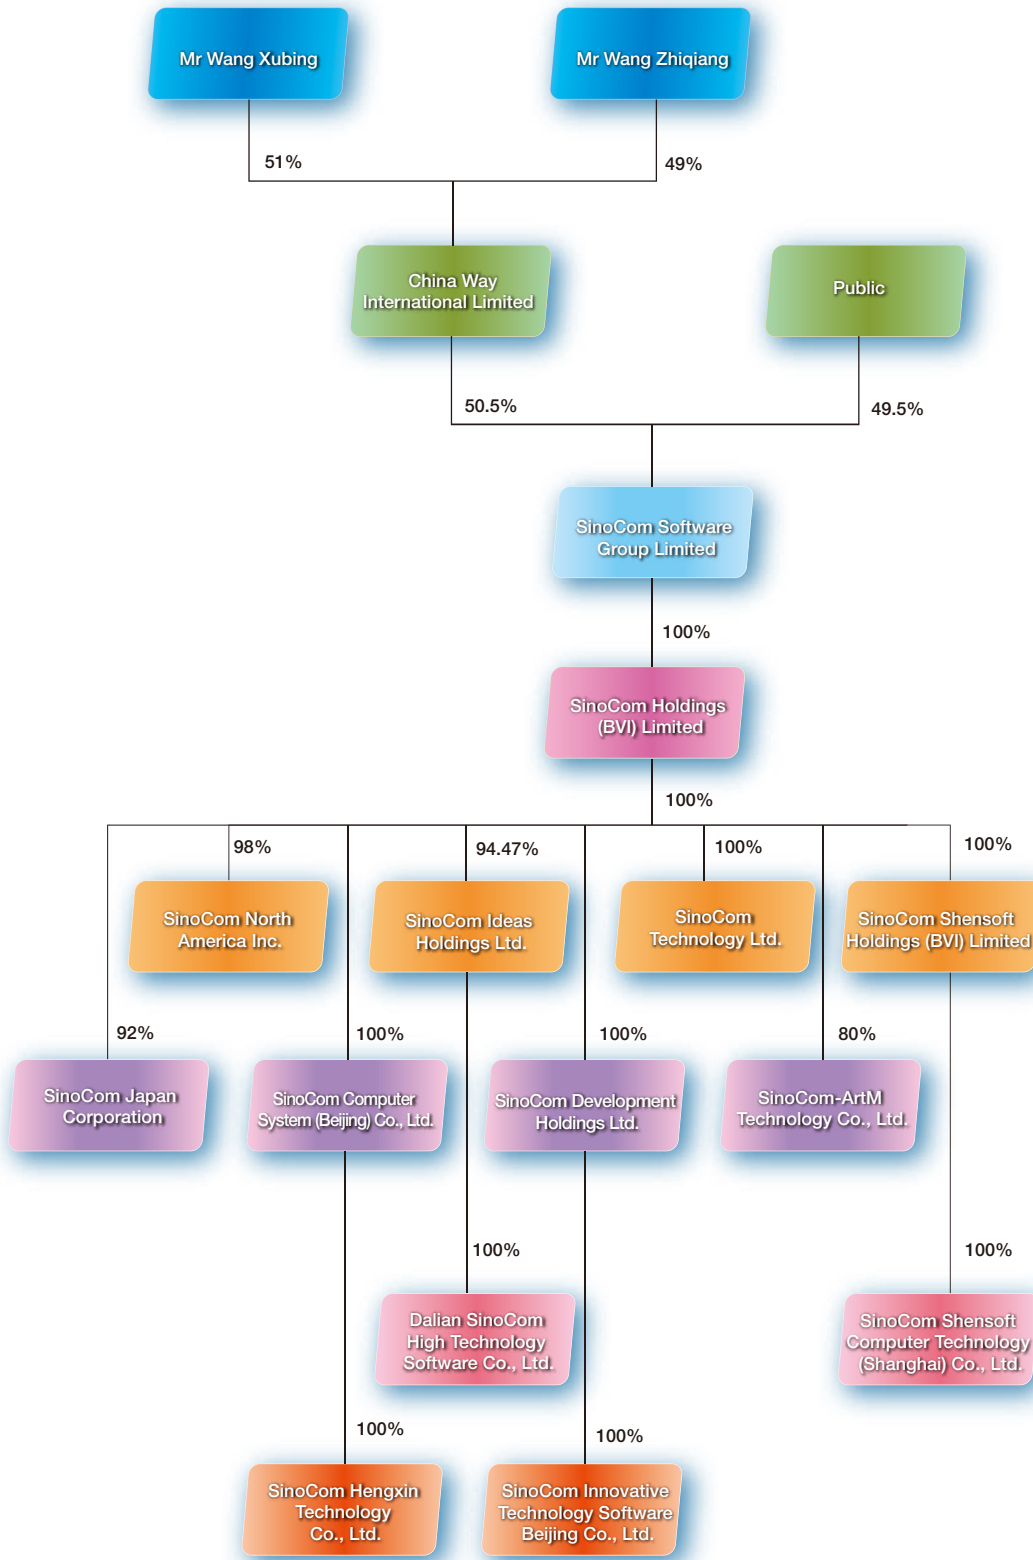 Mr Wang Xubing
Mr Wang Zhiqiang
51%
49%
China Way
International Limited
Public
50.5%
49.5%
SinoCom Software
Group Limited
100%
SinoCom Holdings
(BVI) Limited
100%
98%
94.47%
100%
100%
SinoCom North
America Inc.
SinoCom Ideas
Holdings Ltd.
SinoCom
Technology Ltd.
SinoCom Shensoft
Holdings (BVI) Limited
92%
100%
100%
80%
SinoCom Japan
Corporation
SinoCom Computer
System (Beijing) Co., Ltd.
SinoCom Development
Holdings Ltd.
SinoCom-ArtM
Technology Co., Ltd.
100%
100%
Dalian SinoCom
High Technology
Software Co., Ltd.
SinoCom Shensoft
Computer Technology
(Shanghai) Co., Ltd.
100%
100%
SinoCom Hengxin
Technology
Co., Ltd.
SinoCom Innovative
Technology Software
Beijing Co., Ltd.